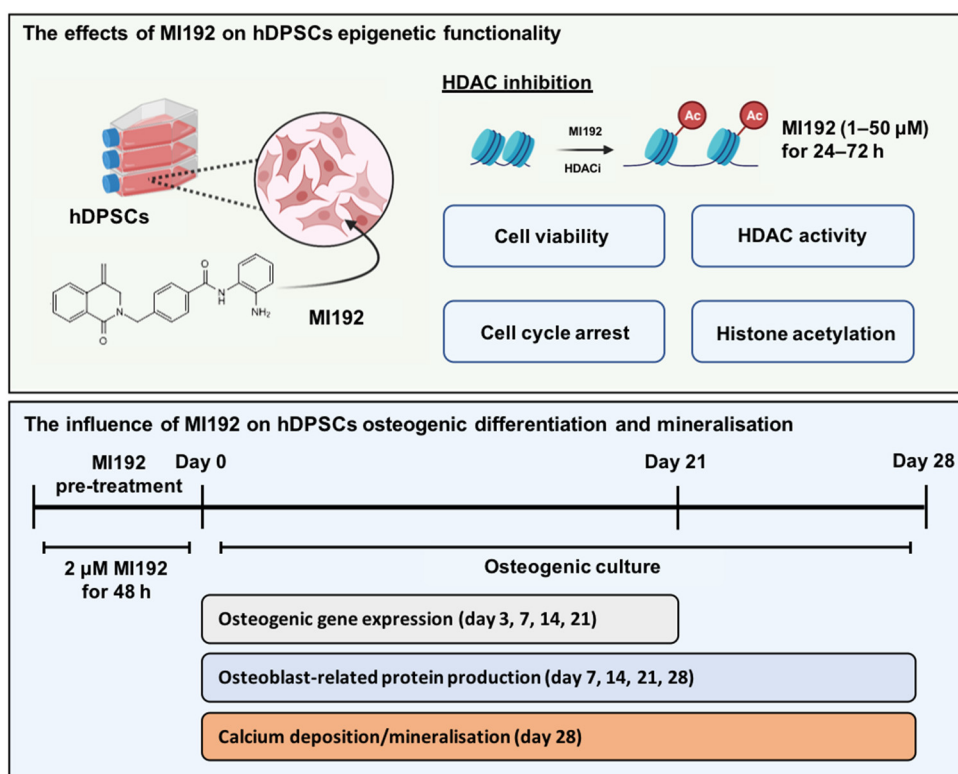 The effects of MI192 on hDPSCs epigenetic functionality
hDPSCs
HDAC inhibition
MI192
HDACi
Ac
Ac
MI192 (1–50 µM)
for 24–72 h
O
N
H
NH₂
N
O
MI192
Cell viability
HDAC activity
Cell cycle arrest
Histone acetylation
The influence of MI192 on hDPSCs osteogenic differentiation and mineralisation
MI192
pre-treatment
Day 0
Day 21
Day 28
2 µM MI192
for 48 h
Osteogenic culture
Osteogenic gene expression (day 3, 7, 14, 21)
Osteoblast-related protein production (day 7, 14, 21, 28)
Calcium deposition/mineralisation (day 28)